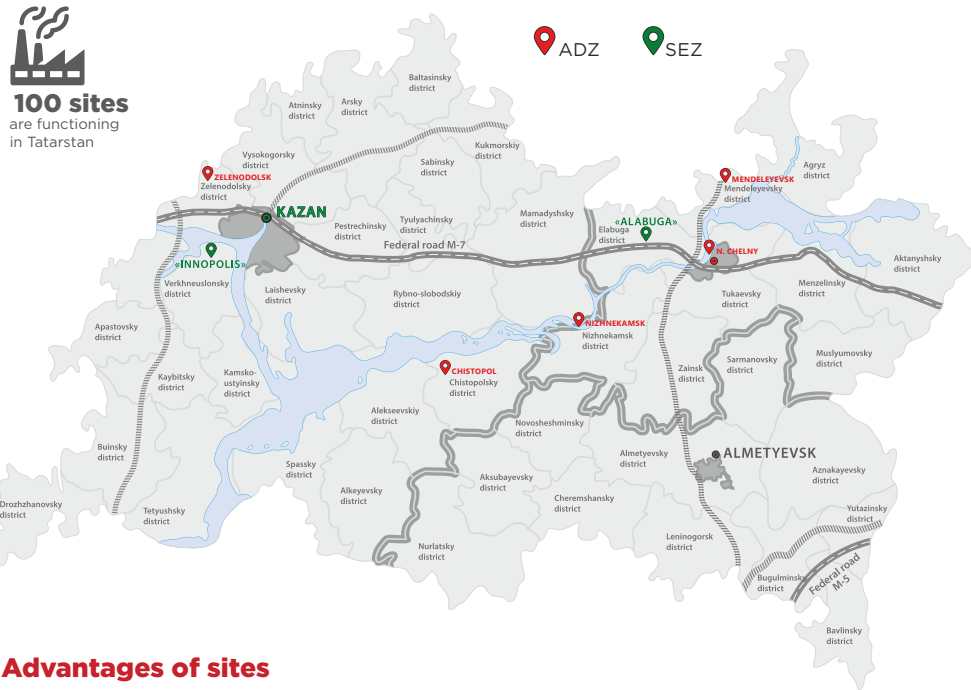 ADZ
SEZ
100 sites
are functioning
in Tatarstan
Baltasinsky
district
Atninsky
district
Arsky
district
Kukmorskiy
district
Vysokogorsky
district
Sabinsky
district
Agryz
district
ZELENODOLSK
Zelenodolsky
district
MENDELEYEVSK
Mendeleyevsky
district
KAZAN
Pestrechinsky
district
Tyulyachinsky
district
Mamadyshsky
district
«ALABUGA»
Elabuga
district
Federal road M-7
N. CHELNY
«INNOPOLIS»
Aktanyshsky
district
Verkhneuslonsky
district
Laishevsky
district
Rybno-slobodskiy
district
Tukaevsky
district
Menzelinsky
district
Apastovsky
district
NIZHNEKAMSK
Nizhnekamsk
district
Sarmanovsky
district
Muslyumovsky
district
Kaybitsky
district
Kamsko-
ustyinsky
district
CHISTOPOL
Chistopolsky
district
Zainsk
district
Alekseevskiy
district
Novosheshminsky
district
Buinsky
district
Spassky
district
Almetyevsky
district
ALMETYEVSK
Aznakayevsky
district
Alkeyevsky
district
Aksubayevsky
district
Cheremshansky
district
Drozhzhanovsky
district
Tetyushsky
district
Yutazinsky
district
Nurlatsky
district
Leninogorsk
district
Bugulminsky
district
Federal road
M-5
Bavlinsky
district
Advantages of sites